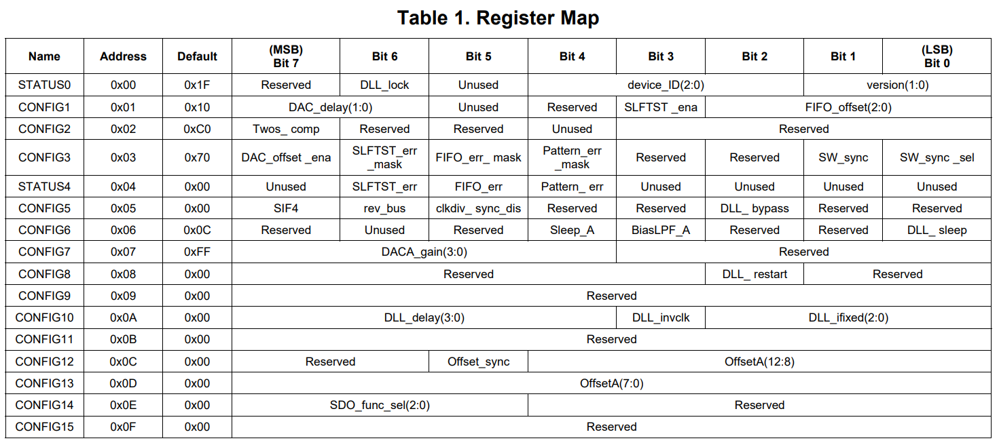 Table 1. Register Map
Name Address Default (MSB) Bit 7 Bit 6 Bit 5 Bit 4 Bit 3 Bit 2 Bit 1 (LSB) Bit 0
STATUS0 0x00 0x1F Reserved DLL_lock Unused device_ID(2:0) version(1:0)
CONFIG1 0x01 0x10 DAC_delay(1:0) Unused Reserved SLFTST _ena FIFO_offset(2:0)
CONFIG2 0x02 0xC0 Twos_ comp Reserved Reserved Unused Reserved
CONFIG3 0x03 0x70 DAC_offset _ena SLFTST_err _mask FIFO_err_ mask Pattern_err _mask Reserved Reserved SW_sync SW_sync _sel
STATUS4 0x04 0x00 Unused SLFTST_err FIFO_err Pattern_ err Unused Unused Unused Unused
CONFIG5 0x05 0x00 SIF4 rev_bus clkdiv_ sync_dis Reserved Reserved DLL_ bypass Reserved Reserved
CONFIG6 0x06 0x0C Reserved Unused Reserved Sleep_A BiasLPF_A Reserved Reserved DLL_ sleep
CONFIG7 0x07 0xFF DACA_gain(3:0) Reserved
CONFIG8 0x08 0x00 Reserved DLL_ restart Reserved
CONFIG9 0x09 0x00 Reserved
CONFIG10 0x0A 0x00 DLL_delay(3:0) DLL_invclk DLL_ifixed(2:0)
CONFIG11 0x0B 0x00 Reserved
CONFIG12 0x0C 0x00 Reserved Offset_sync OffsetA(12:8)
CONFIG13 0x0D 0x00 OffsetA(7:0)
CONFIG14 0x0E 0x00 SDO_func_sel(2:0) Reserved
CONFIG15 0x0F 0x00 Reserved